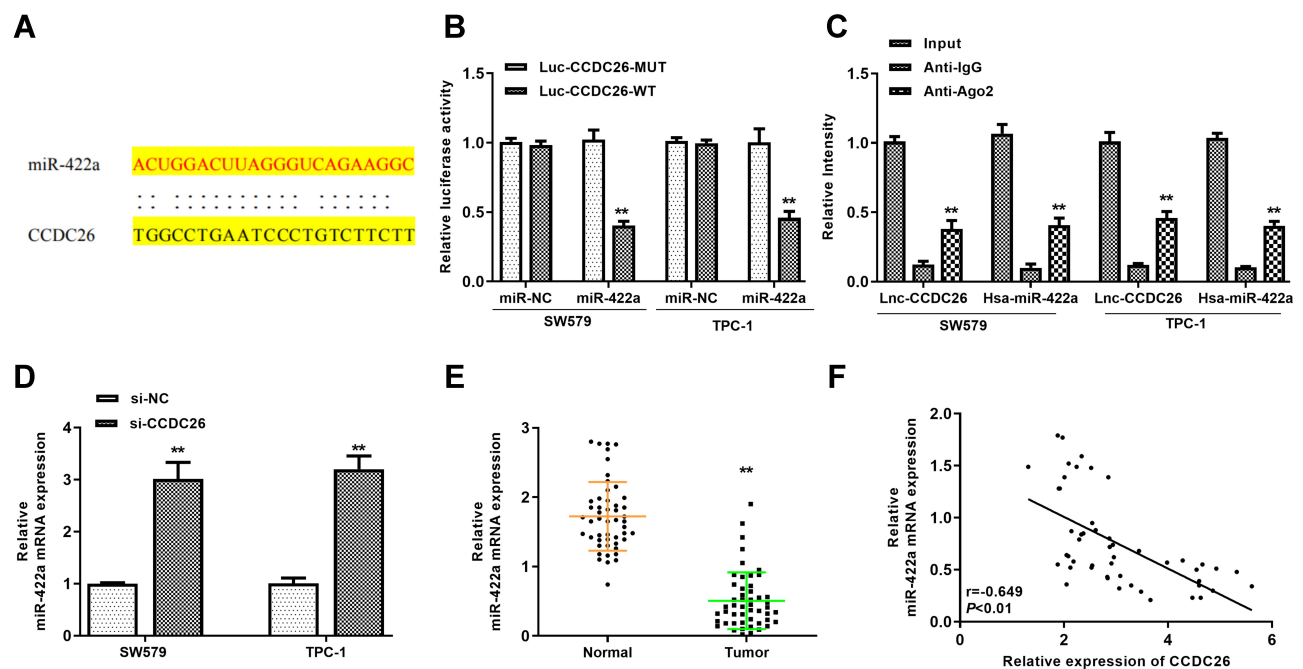 A
miR-422a ACUGGACUUAGGGUCAGAAGGC
CCDC26 TGGCCTGAATCCCTGTCTTCTT
B
Luc-CCDC26-MUT
Luc-CCDC26-WT
Relative luciferase activity
1.5
1.0
0.5
0.0
**
**
miR-NC miR-422a miR-NC miR-422a
SW579 TPC-1
C
Input
Anti-IgG
Anti-Ago2
Relative Intensity
1.5
1.0
0.5
0.0
** ** ** **
Lnc-CCDC26 Hsa-miR-422a Lnc-CCDC26 Hsa-miR-422a
SW579 TPC-1
D
si-NC
si-CCDC26
Relative
miR-422a mRNA expression
4
3
2
1
0
** **
SW579 TPC-1
E
Relative
miR-422a mRNA expression
3
2
1
0
**
Normal Tumor
F
Relative
miR-422a mRNA expression
2.0
1.5
1.0
0.5
0.0
r=-0.649
P<0.01
0 2 4 6
Relative expression of CCDC26